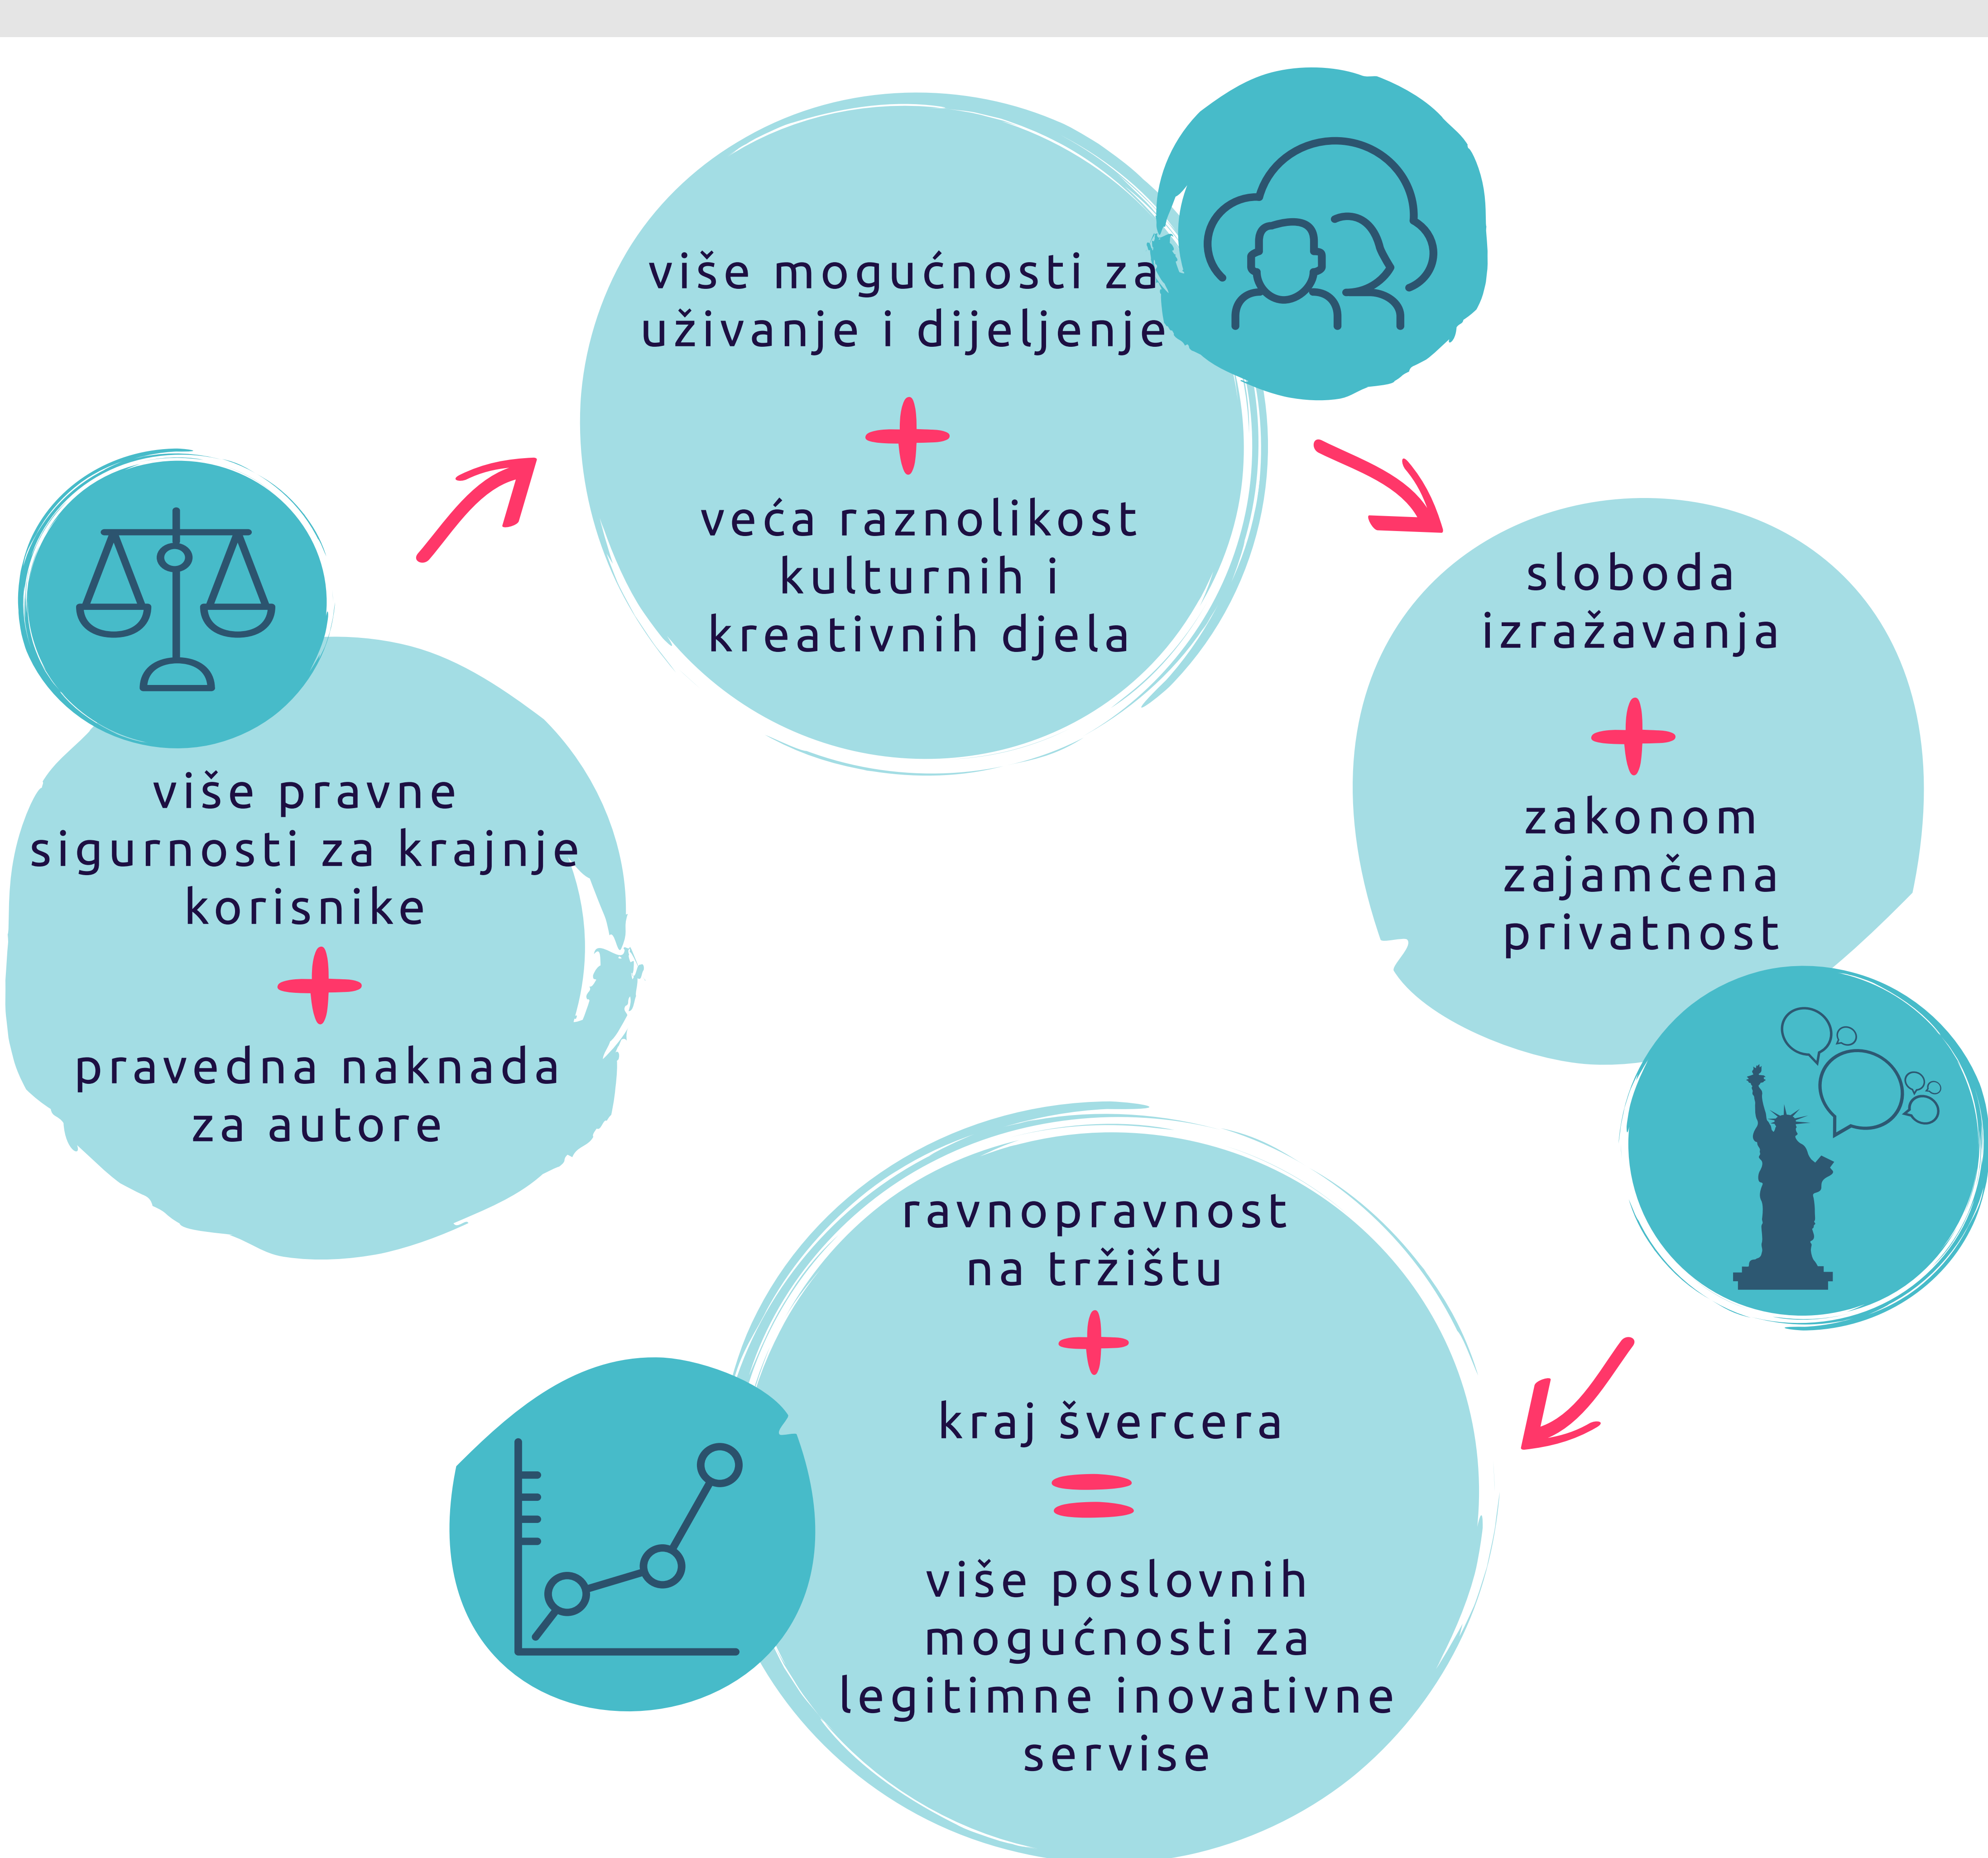 više mogućnosti za
uživanje i dijeljenje
+
veća raznolikost
kulturnih i
kreativnih djela
sloboda
izražavanja
+
zakonom
zajamčena
privatnost
više pravne
sigurnosti za krajnje
korisnike
+
pravedna naknada
za autore
ravnopravnost
na tržištu
+
kraj švercera
=
više poslovnih
mogućnosti za
legitimne inovativne
servise